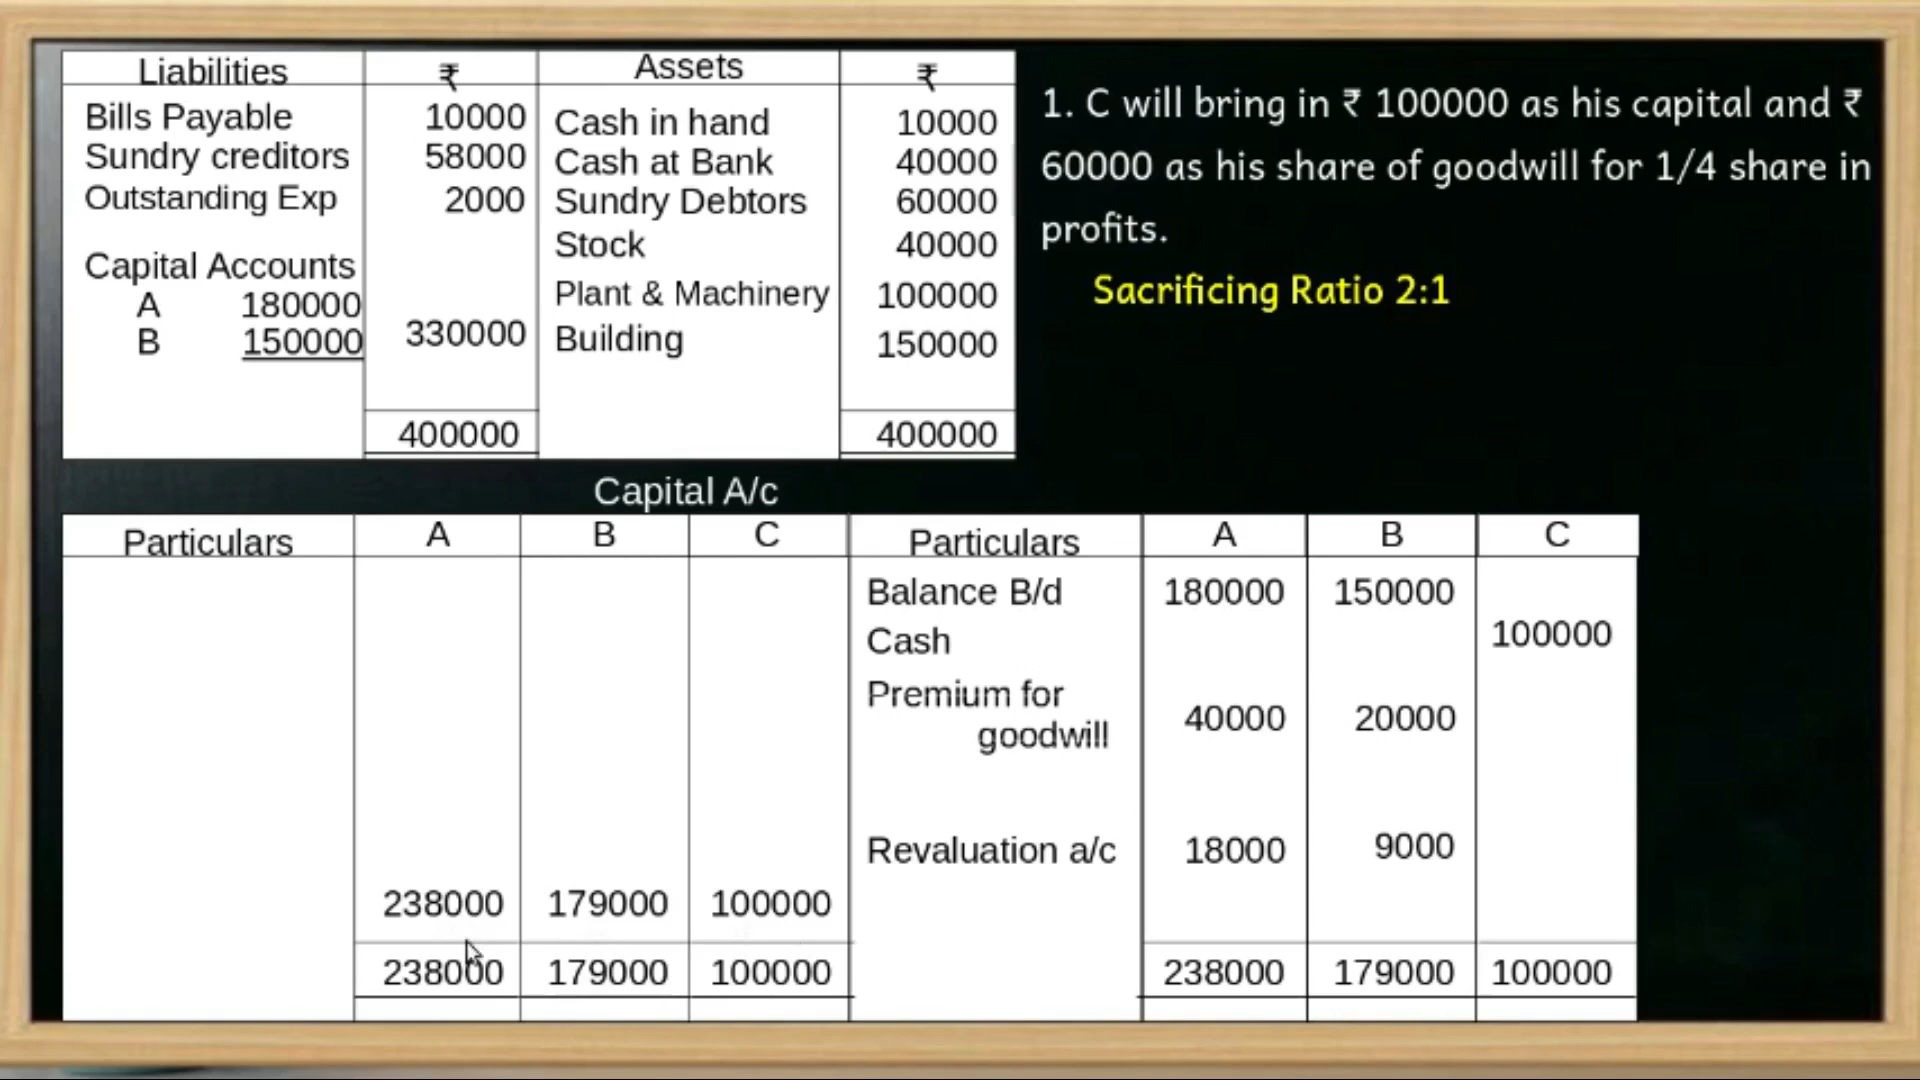 Liabilities ₹ Assets ₹
Bills Payable 10000 Cash in hand 10000
Sundry creditors 58000 Cash at Bank 40000
Outstanding Exp 2000 Sundry Debtors 60000
Stock 40000
Capital Accounts
A 180000 Plant & Machinery 100000
B 150000 330000 Building 150000
400000 400000
1. C will bring in ₹ 100000 as his capital and ₹
60000 as his share of goodwill for 1/4 share in
profits.
Sacrificing Ratio 2:1
Capital A/c
Particulars A B C Particulars A B C
Balance B/d 180000 150000
Cash 100000
Premium for
goodwill 40000 20000
Revaluation a/c 18000 9000
238000 179000 100000
238000 179000 100000 238000 179000 100000